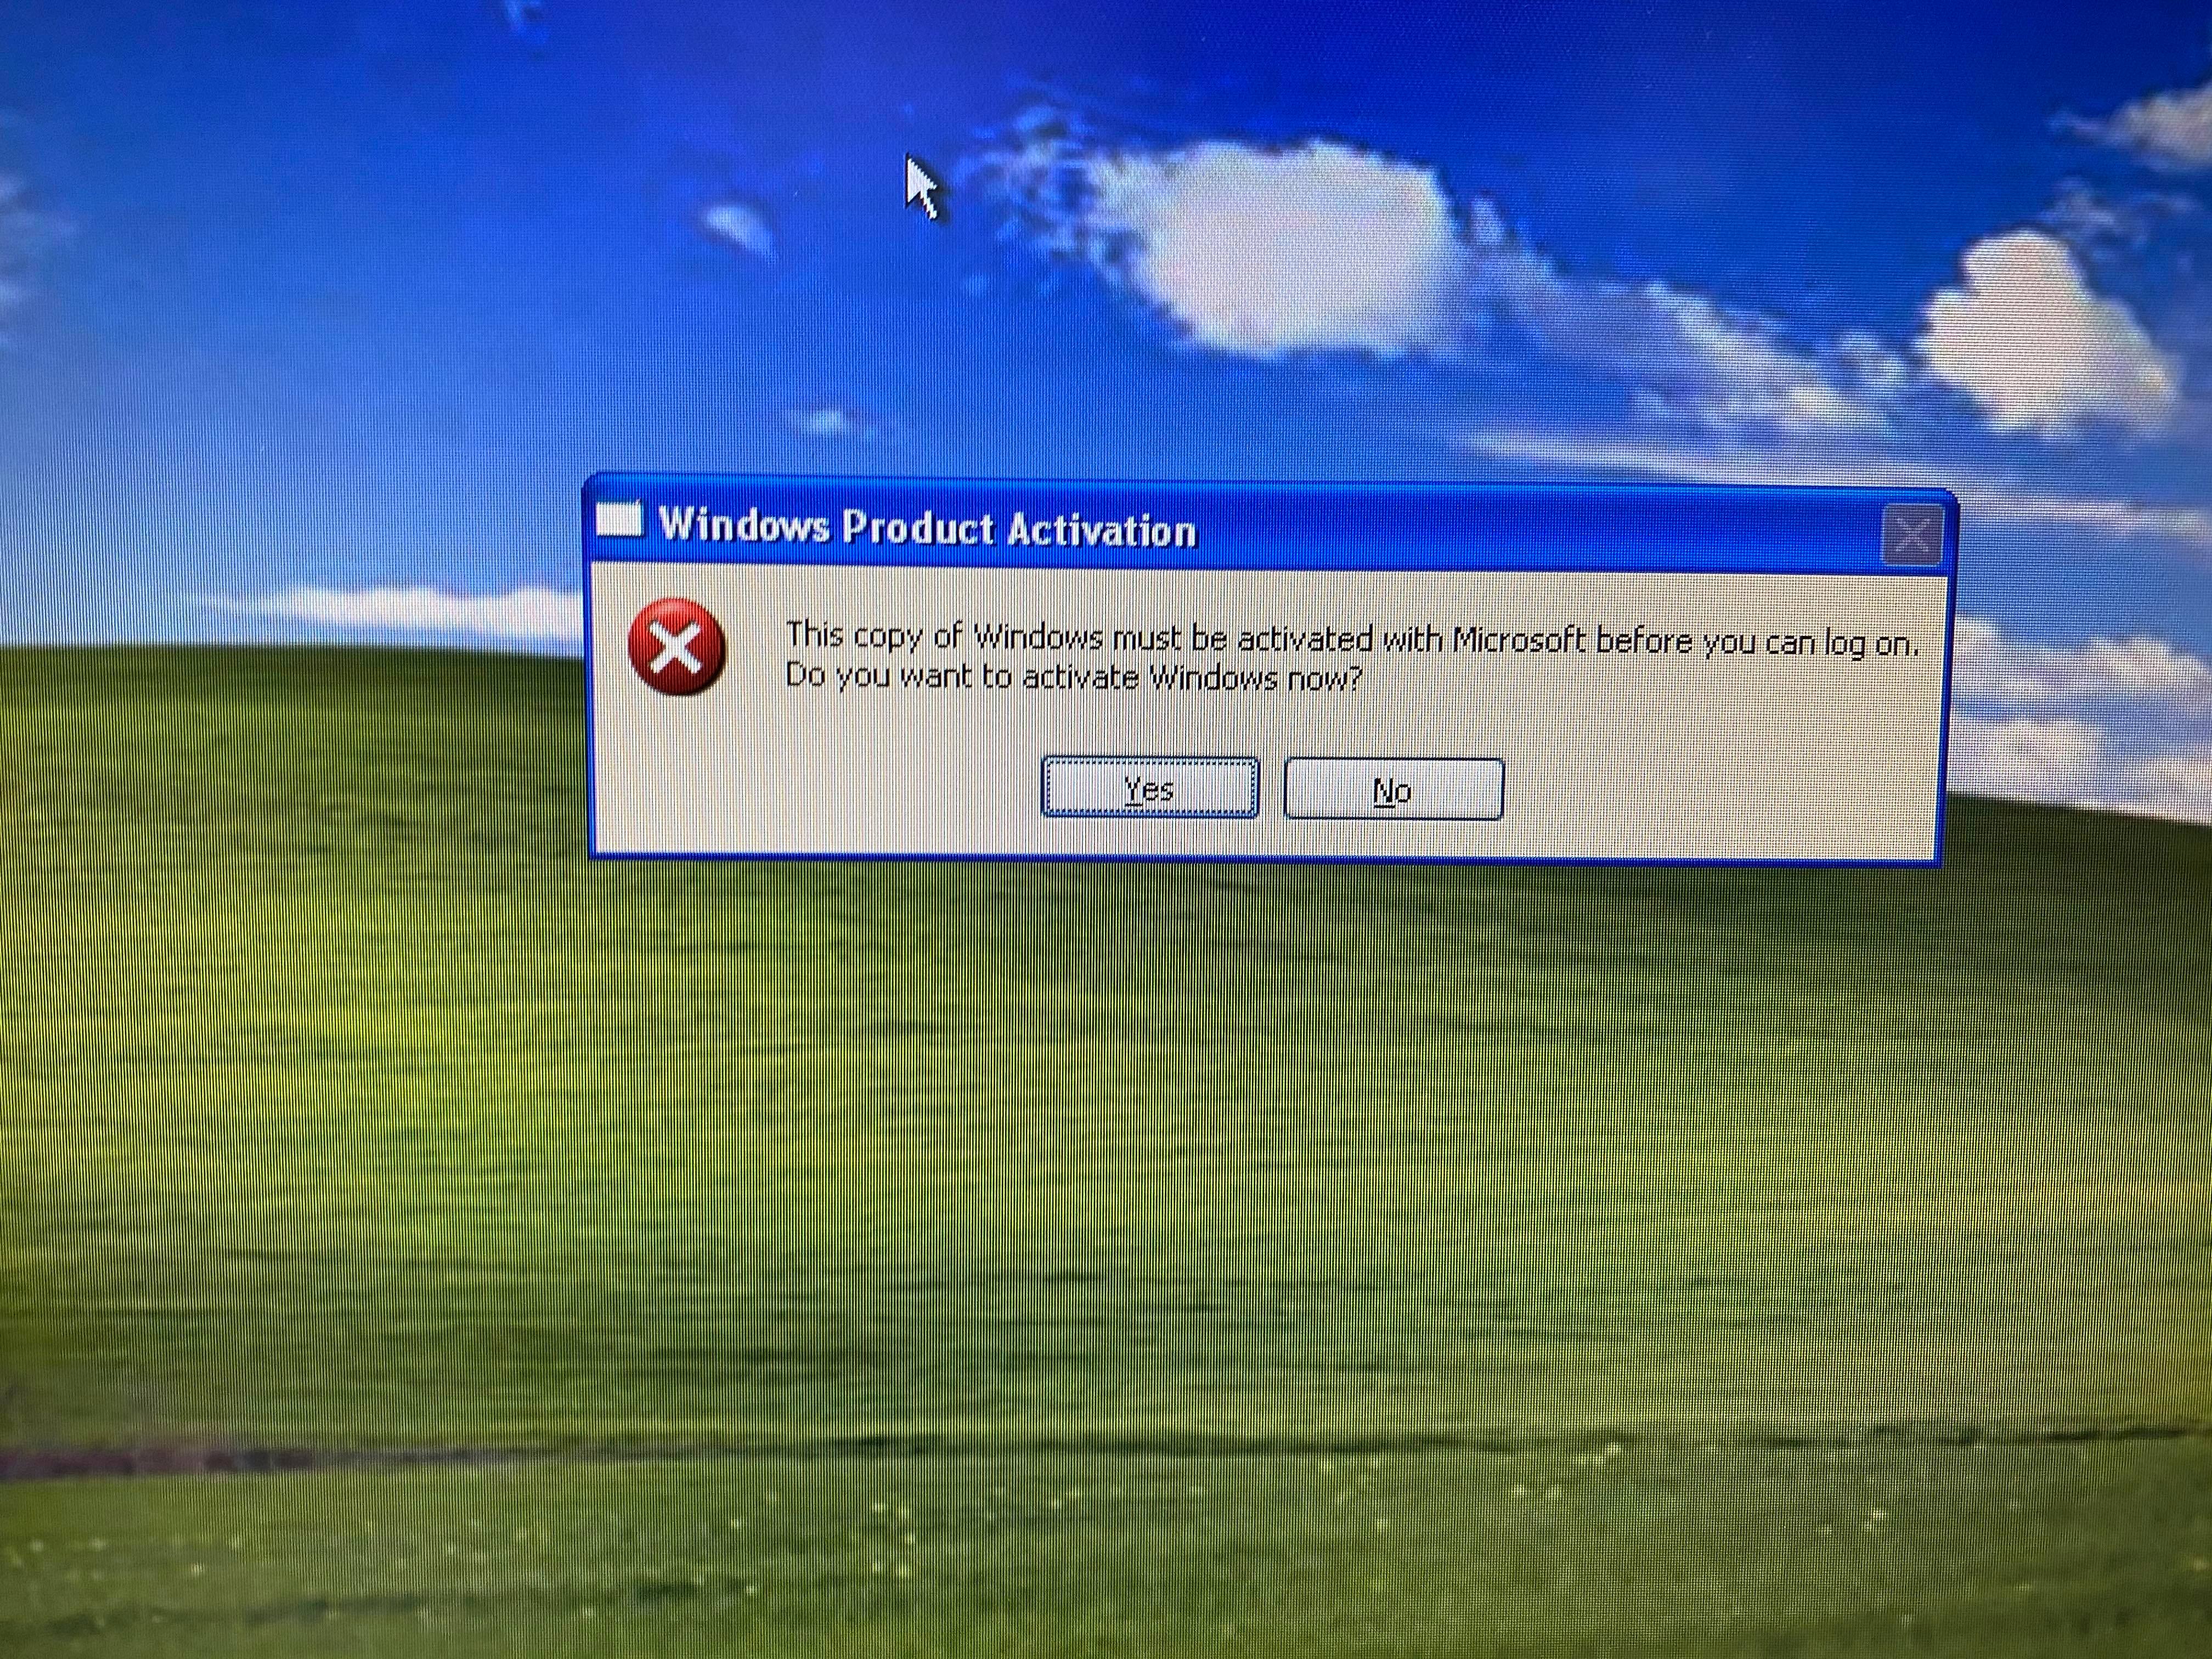 Windows Product Activation
This copy of Windows must be activated with Microsoft before you can log on.
Do you want to activate Windows now?
Yes
No